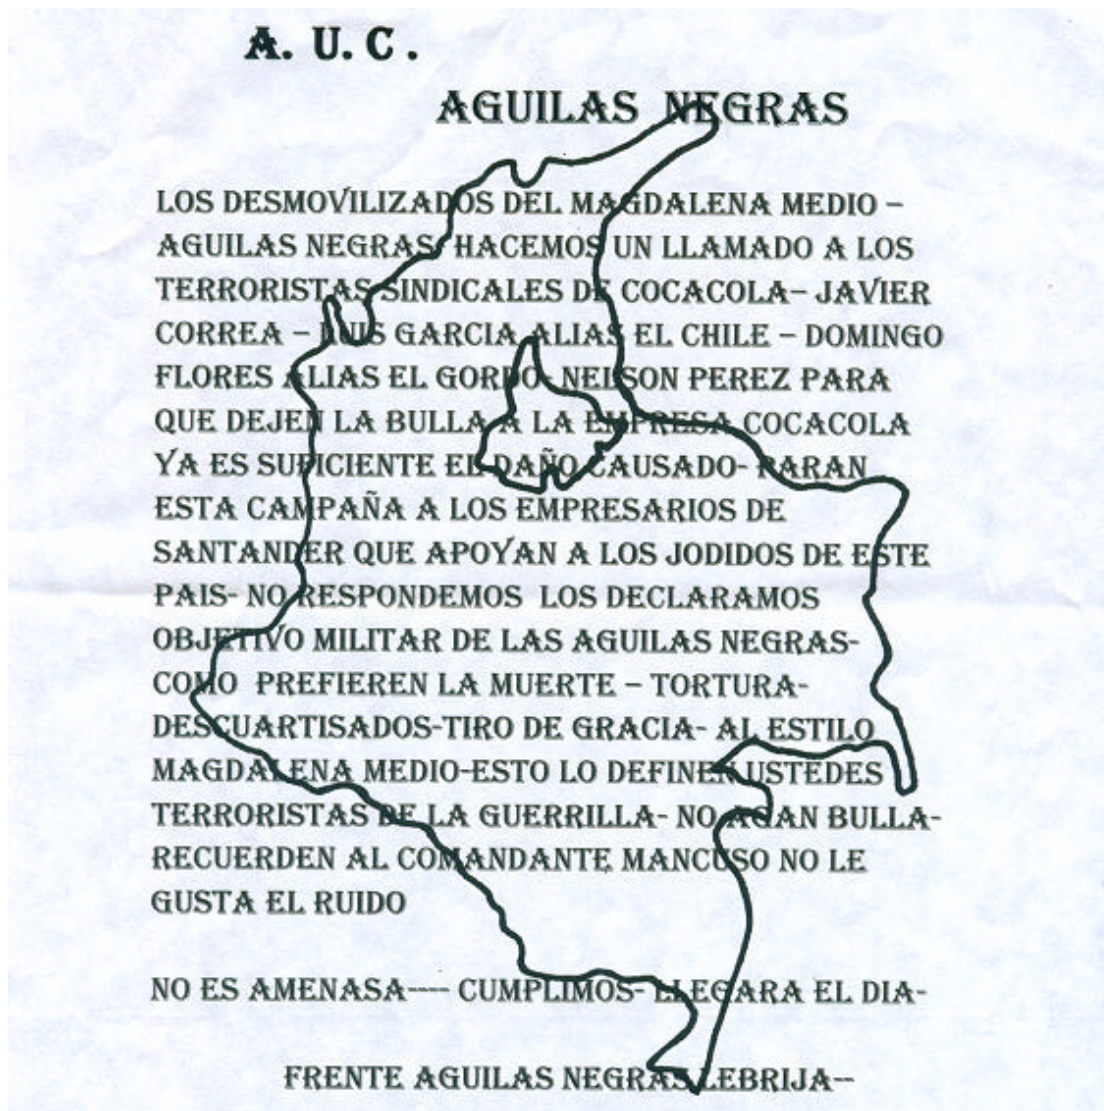 A. U. C.
AGUILAS NEGRAS
LOS DESMOVILIZADOS DEL MAGDALENA MEDIO –
AGUILAS NEGRAS, HACEMOS UN LLAMADO A LOS
TERRORISTAS SINDICALES DE COCACOLA– JAVIER
CORREA – LUIS GARCIA ALIAS EL CHILE – DOMINGO
FLORES ALIAS EL GORDO- NELSON PEREZ PARA
QUE DEJEN LA BULLA A LA EMPRESA COCACOLA
YA ES SUFICIENTE EL DAÑO CAUSADO- PARAN
ESTA CAMPAÑA A LOS EMPRESARIOS DE
SANTANDER QUE APOYAN A LOS JODIDOS DE ESTE
PAIS- NO RESPONDEMOS LOS DECLARAMOS
OBJETIVO MILITAR DE LAS AGUILAS NEGRAS-
COMO PREFIEREN LA MUERTE – TORTURA-
DESCUARTISADOS-TIRO DE GRACIA- AL ESTILO
MAGDALENA MEDIO-ESTO LO DEFINEN USTEDES
TERRORISTAS DE LA GUERRILLA- NO AGAN BULLA-
RECUERDEN AL COMANDANTE MANCUSO NO LE
GUSTA EL RUIDO
NO ES AMENASA---- CUMPLIMOS- LLEGARA EL DIA-
FRENTE AGUILAS NEGRAS LEBRIJA--